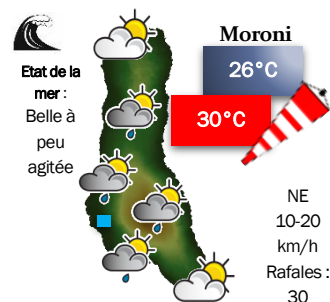 Moroni
26°C
30°C
Etat de la
mer :
Belle à
peu
agitée
NE
10-20
km/h
Rafales :
30